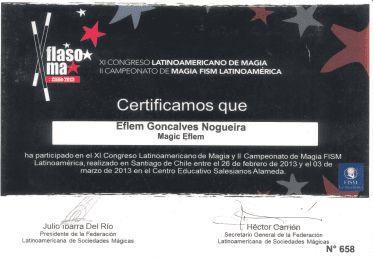 flaso
ma
Chile 2013
XI CONGRESO LATINOAMERICANO DE MAGIA
II CAMPEONATO DE MAGIA FISM LATINOAMÉRICA
Certificamos que
Eflem Goncalves Nogueira
Magic Eflem
ha participado en el XI Congreso Latinoamericano de Magia y II Campeonato de Magia FISM
Latinoamérica, realizado en Santiago de Chile entre el 26 de febrero de 2013 y el 03 de
marzo de 2013 en el Centro Educativo Salesianos Alameda.
FISM
Julio Ibarra Del Río
Presidente de la Federación
Latinoamericana de Sociedades Mágicas
Héctor Carrión
Secretario General de la Federación
Latinoamericana de Sociedades Mágicas
Nº 658